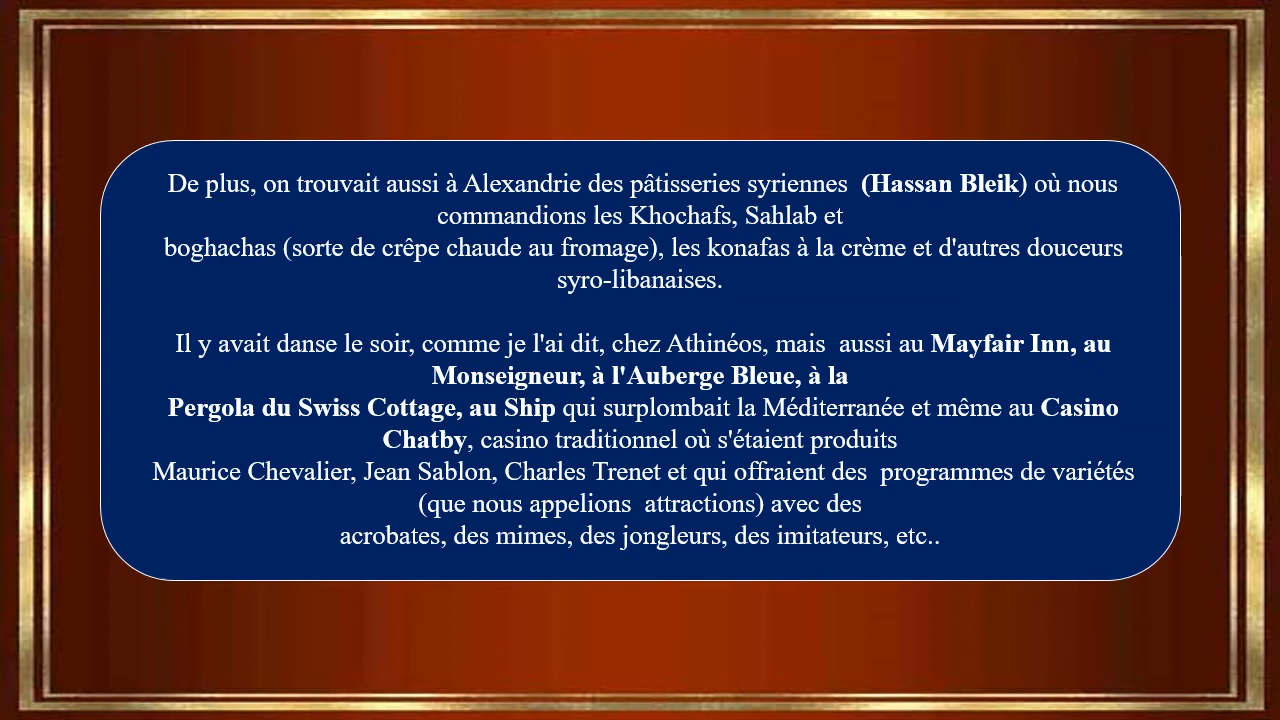 De plus, on trouvait aussi à Alexandrie des pâtisseries syriennes  (Hassan Bleik) où nous
commandions les Khochafs, Sahlab et
boghachas (sorte de crêpe chaude au fromage), les konafas à la crème et d'autres douceurs
syro-libanaises.
Il y avait danse le soir, comme je l'ai dit, chez Athinéos, mais  aussi au Mayfair Inn, au
Monseigneur, à l'Auberge Bleue, à la
Pergola du Swiss Cottage, au Ship qui surplombait la Méditerranée et même au Casino
Chatby, casino traditionnel où s'étaient produits
Maurice Chevalier, Jean Sablon, Charles Trenet et qui offraient des  programmes de variétés
(que nous appelions  attractions) avec des
acrobates, des mimes, des jongleurs, des imitateurs, etc..